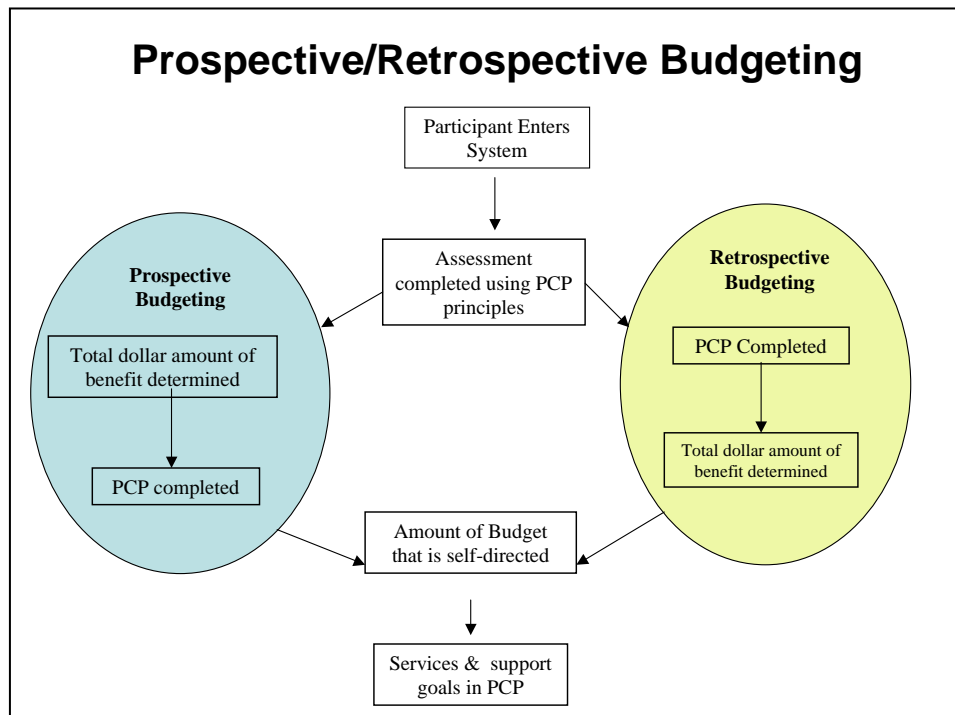 Prospective/Retrospective Budgeting
Participant Enters
System
Assessment
completed using PCP
principles
Prospective
Budgeting
Total dollar amount of
benefit determined
PCP completed
Retrospective
Budgeting
PCP Completed
Total dollar amount of
benefit determined
Amount of Budget
that is self-directed
Services & support
goals in PCP